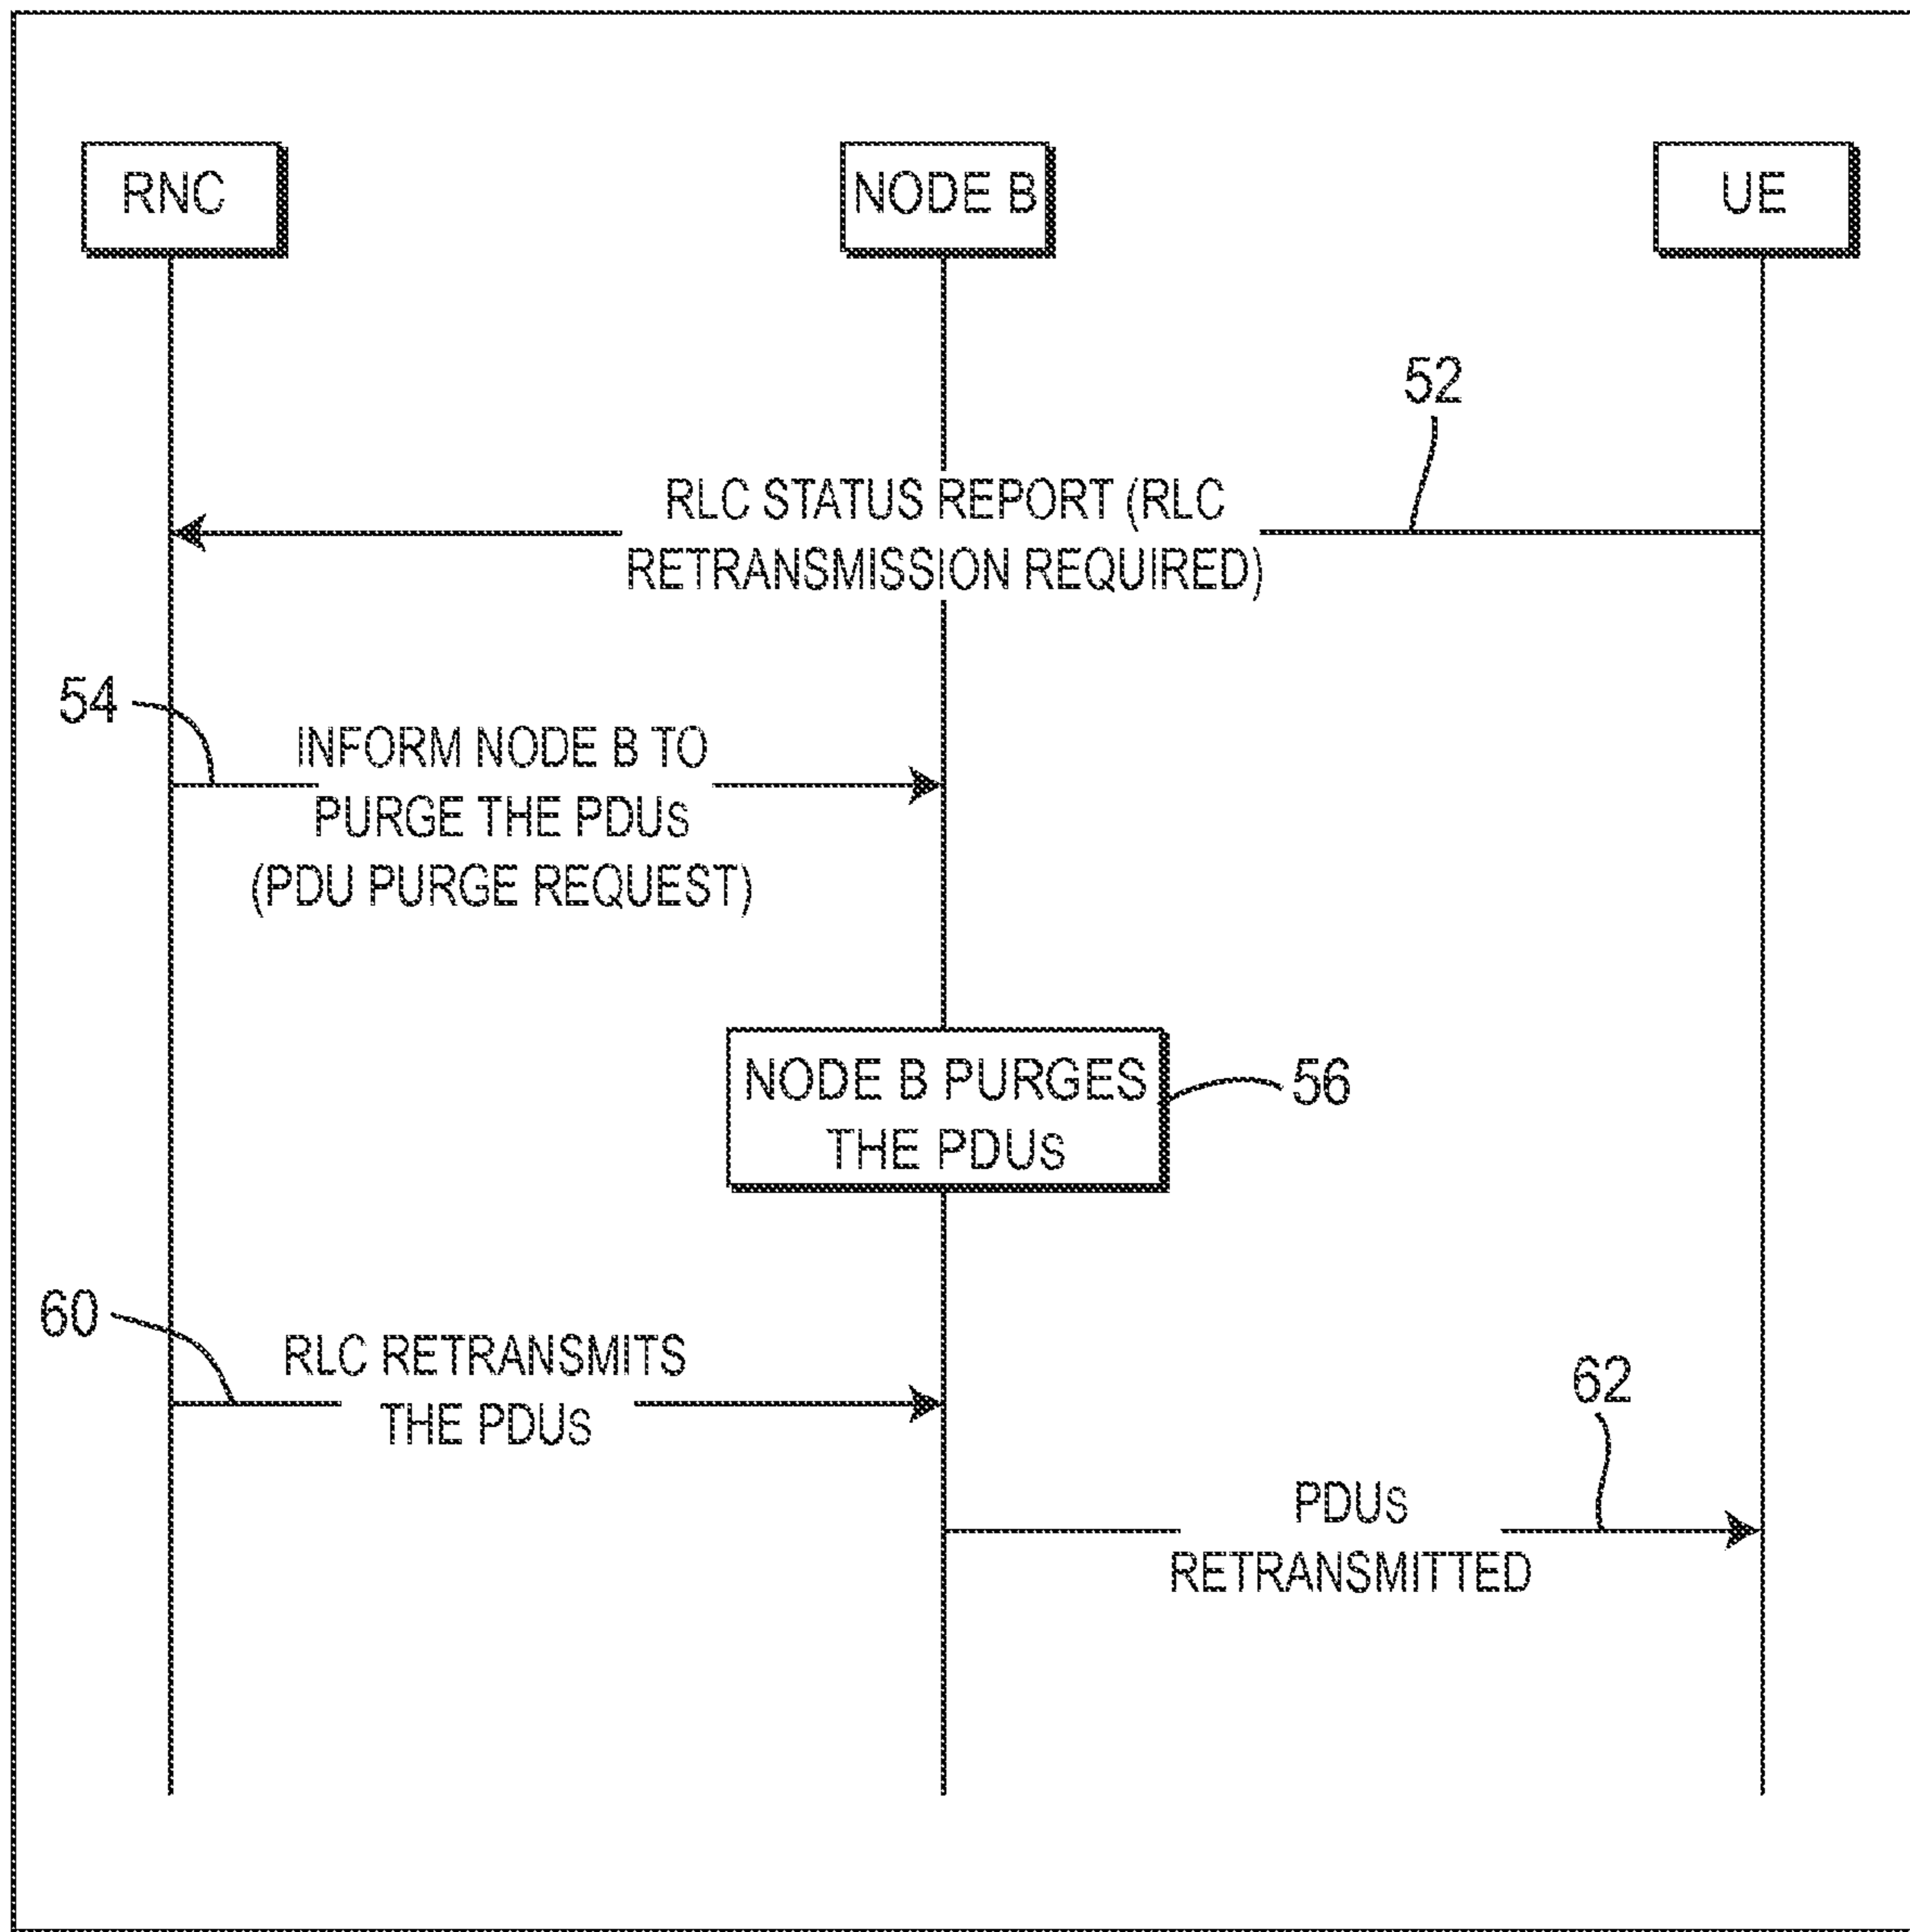 RNC
NODE B
UE
52
RLC STATUS REPORT (RLC
RETRANSMISSION REQUIRED)
54
INFORM NODE B TO
PURGE THE PDUs
(PDU PURGE REQUEST)
NODE B PURGES
THE PDUs
56
60
RLC RETRANSMITS
THE PDUs
62
PDUs
RETRANSMITTED